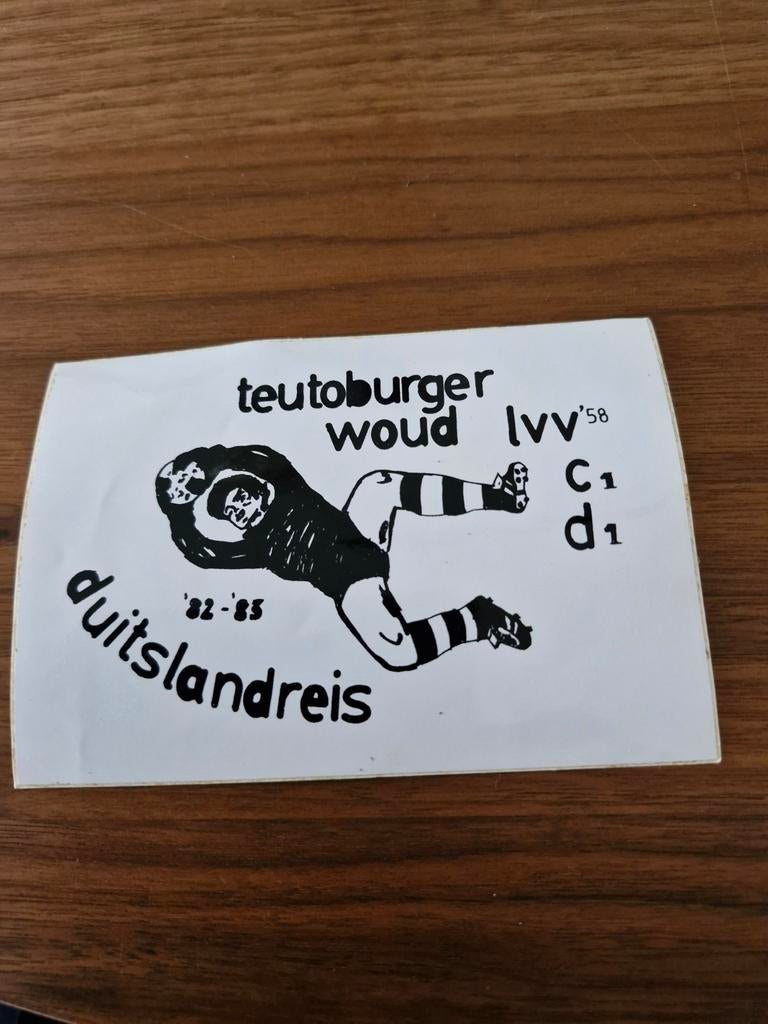 teutoburger
woud lvv'58
c1
d1
'82-'83
duitslandreis